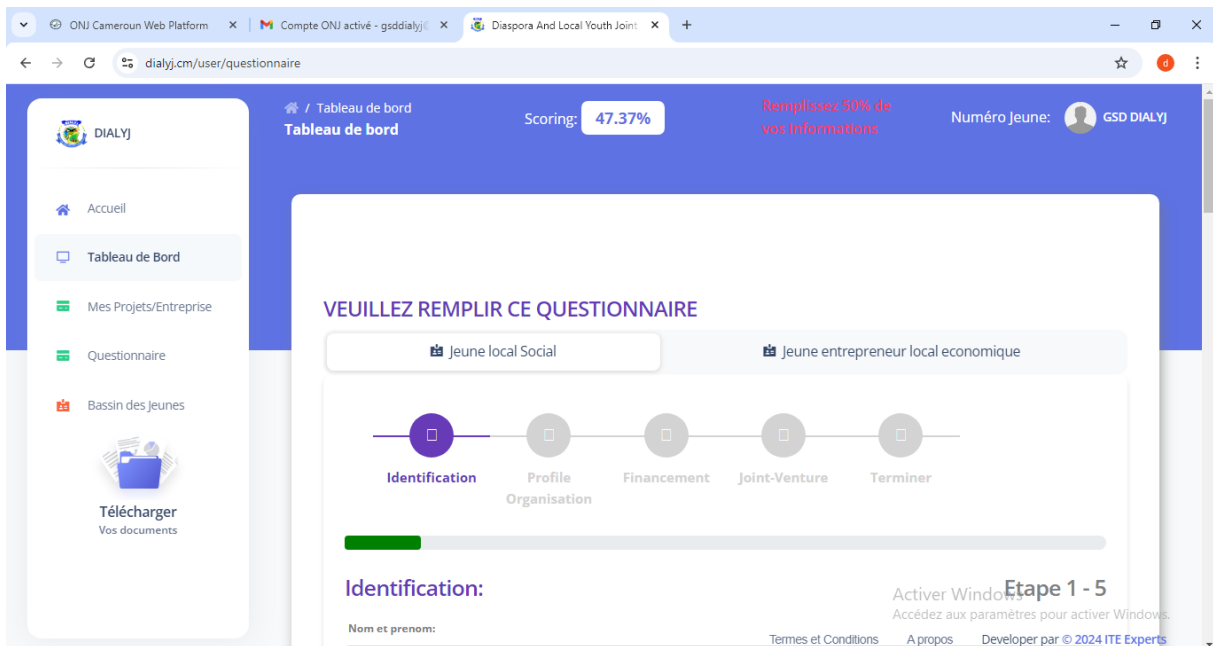 ONJ Cameroun Web Platform
Compte ONJ activé - gsddialyj
Diaspora And Local Youth Joint
dialyj.cm/user/questionnaire
d
DIALYJ
Accueil
Tableau de Bord
Mes Projets/Entreprise
Questionnaire
Bassin des Jeunes
Télécharger
Vos documents
/ Tableau de bord
Tableau de bord
Scoring: 47.37%
Remplissez 50% de
vos Informations
Numéro Jeune:
GSD DIALYJ
VEUILLEZ REMPLIR CE QUESTIONNAIRE
Jeune local Social
Jeune entrepreneur local economique
Identification
Profile
Organisation
Financement
Joint-Venture
Terminer
Identification:
Etape 1 - 5
Nom et prenom:
Activer Windows
Accédez aux paramètres pour activer Windows.
Termes et Conditions
A propos
Developer par © 2024 ITE Experts